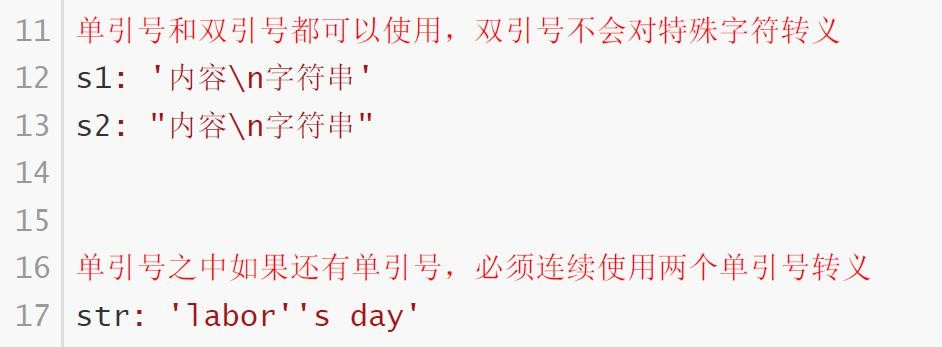 11 单引号和双引号都可以使用，双引号不会对特殊字符转义
12 s1: '内容\n字符串'
13 s2: "内容\n字符串"
14
15
16 单引号之中如果还有单引号，必须连续使用两个单引号转义
17 str: 'labor''s day'